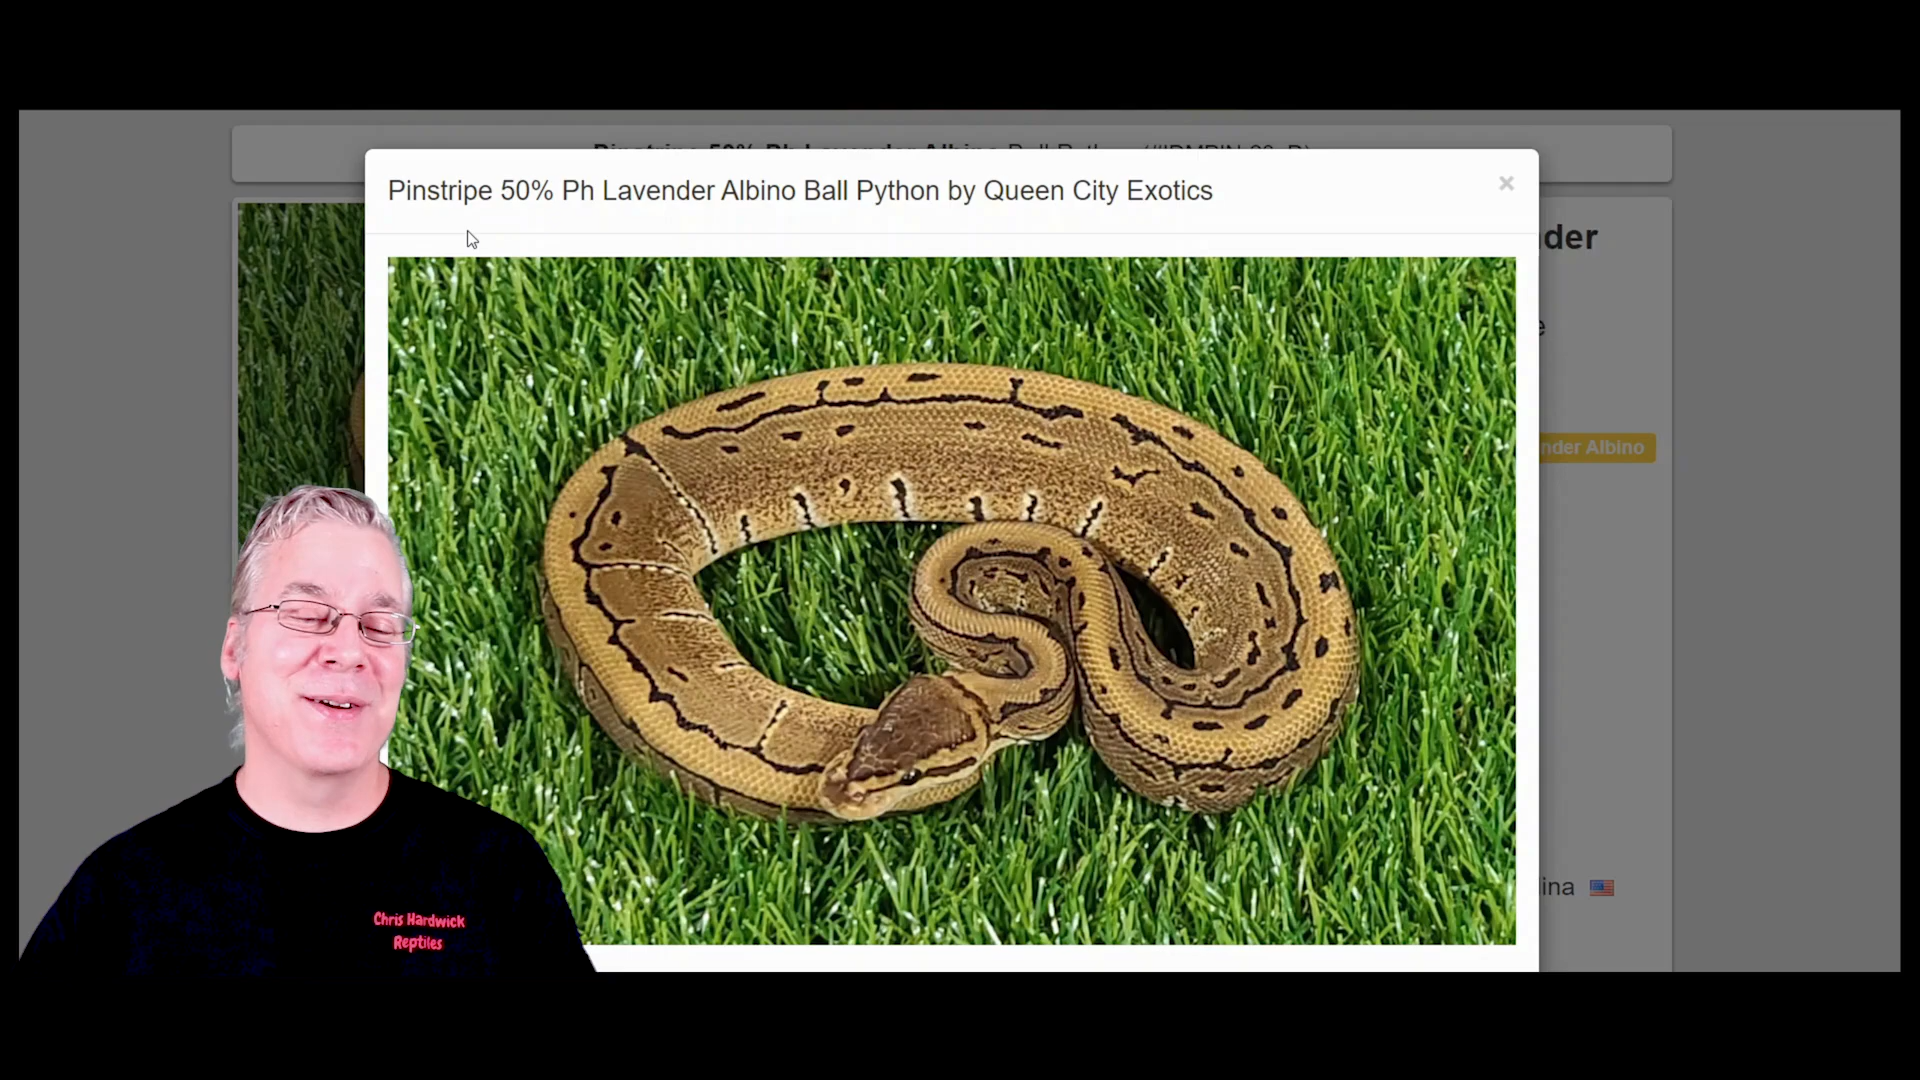 Pinstripe 50% Ph Lavender Albino Ball Python by Queen City Exotics
×
der
e
nder Albino
ina
Chris Hardwick
Reptiles